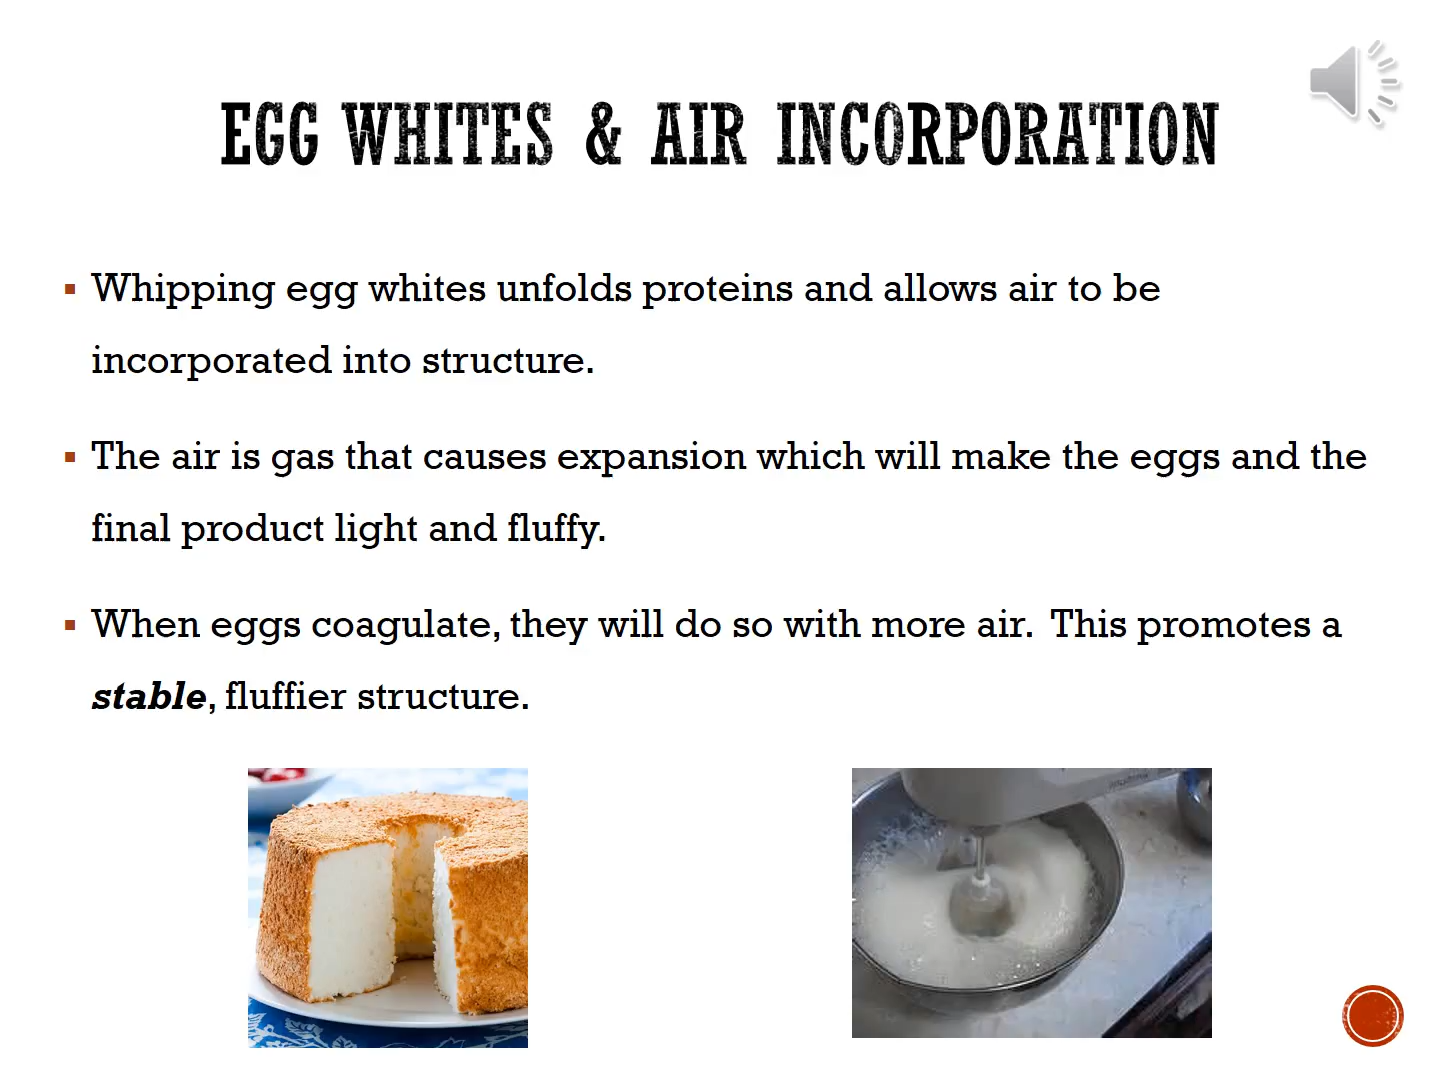 EGG WHITES & AIR INCORPORATION
Whipping egg whites unfolds proteins and allows air to be
incorporated into structure.
The air is gas that causes expansion which will make the eggs and the
final product light and fluffy.
When eggs coagulate, they will do so with more air. This promotes a
stable, fluffier structure.